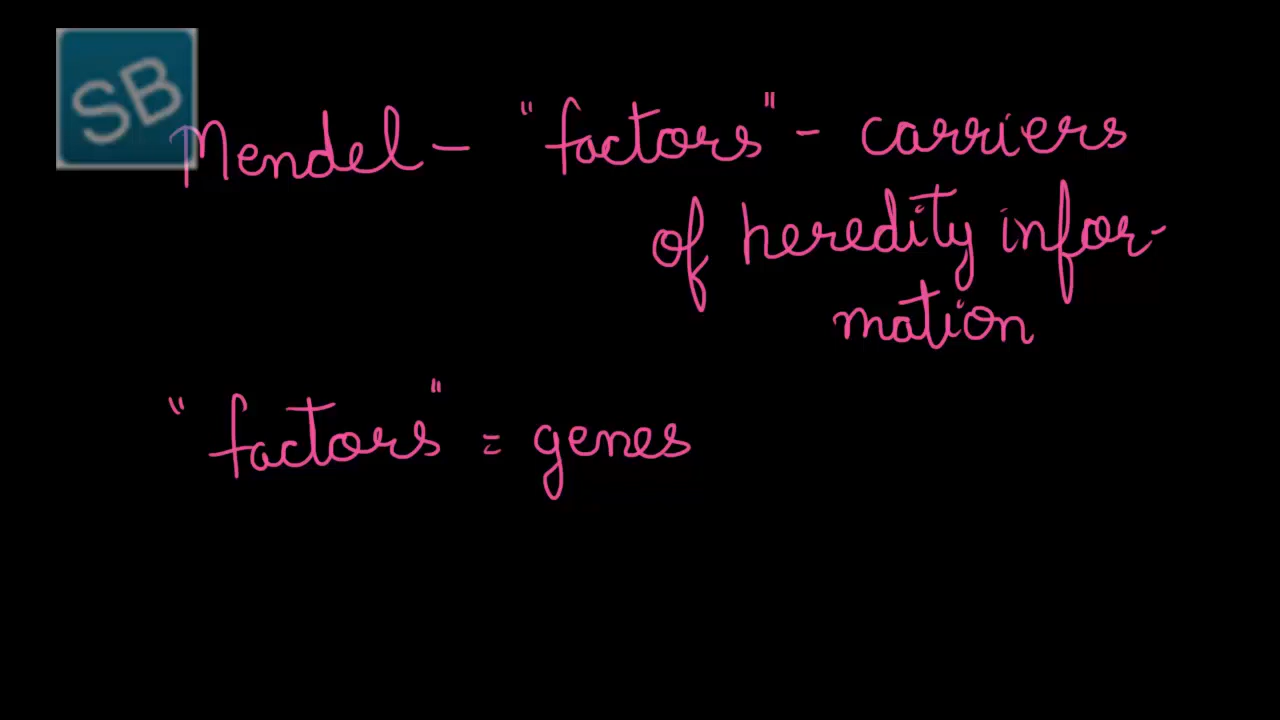 SB
Mendel - "factors" - carriers
of heredity infor-
mation
"factors" = genes